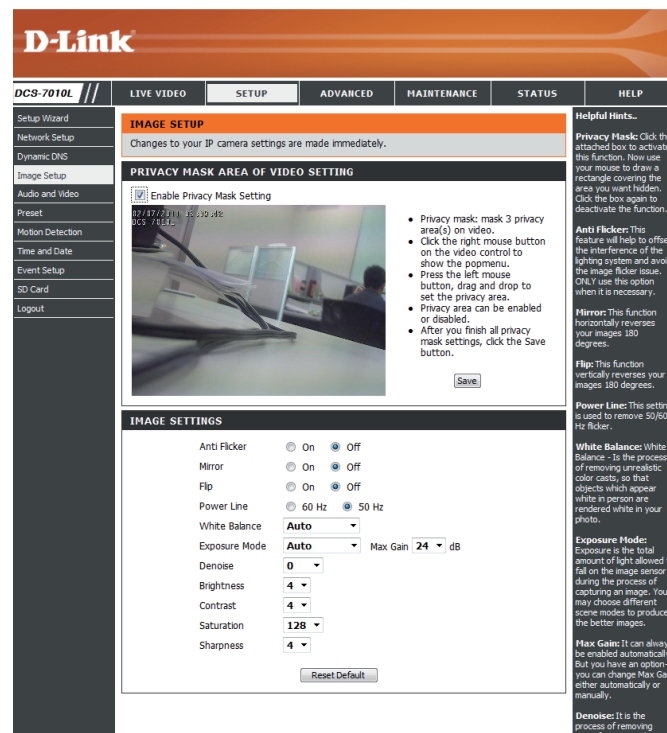 D-Link
DCS-7010L
LIVE VIDEO
SETUP
ADVANCED
MAINTENANCE
STATUS
HELP
Setup Wizard
Network Setup
Dynamic DNS
Image Setup
Audio and Video
Preset
Motion Detection
Time and Date
Event Setup
SD Card
Logout
IMAGE SETUP
Changes to your IP camera settings are made immediately.
PRIVACY MASK AREA OF VIDEO SETTING
Enable Privacy Mask Setting
DCS 7010L
• Privacy mask: mask 3 privacy
area(s) on video.
• Click the right mouse button
on the video control to
show the popmenu.
• Press the left mouse
button, drag and drop to
set the privacy area.
• Privacy area can be enabled
or disabled.
• After you finish all privacy
mask settings, click the Save
button.
Save
IMAGE SETTINGS
Anti Flicker On Off
Mirror On Off
Flip On Off
Power Line 60 Hz 50 Hz
White Balance Auto
Exposure Mode Auto Max Gain 24 dB
Denoise 0
Brightness 4
Contrast 4
Saturation 128
Sharpness 4
Reset Default
Helpful Hints..
Privacy Mask: Click th
attached box to activat
this function. Now use
your mouse to draw a
rectangle covering the
area you want hidden.
Click the box again to
deactivate the function.
Anti Flicker: This
feature will help to offse
the interference of the
lighting system and avoi
the image flicker issue.
ONLY use this option
when it is necessary.
Mirror: This function
horizontally reverses
your images 180
degrees.
Flip: This function
vertically reverses your
images 180 degrees.
Power Line: This settin
is used to remove 50/60
Hz flicker.
White Balance: White
Balance - Is the process
of removing unrealistic
color casts, so that
objects which appear
white in person are
rendered white in your
photo.
Exposure Mode:
Exposure is the total
amount of light allowed
fall on the image sensor
during the process of
capturing an image. You
may choose different
scene modes to produce
the better images.
Max Gain: It can alway
be enabled automatically
But you have an option-
you can change Max Ga
either automatically or
manually.
Denoise: It is the
process of removing